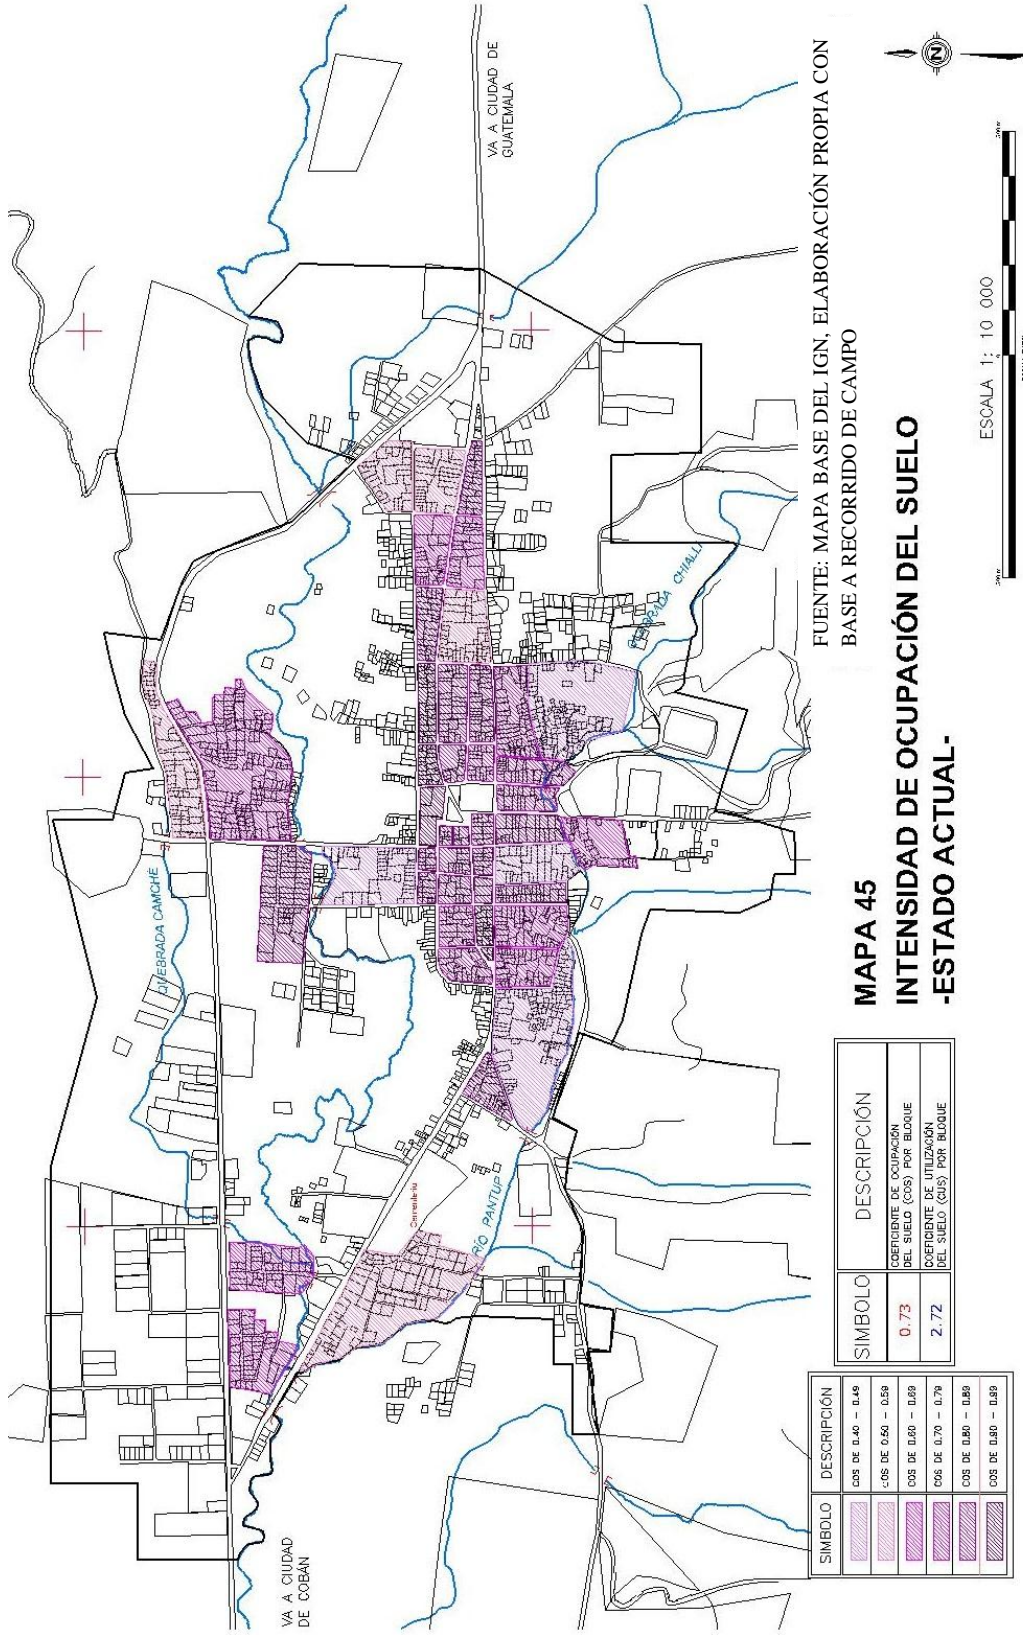 VA A CIUDAD DE
GUATEMALA
VA A CIUDAD
DE COBÁN
QUEBRADA CAMCHÉ
QUEBRADA CHIALLI
RÍO PANTUP
Cementerio
FUENTE: MAPA BASE DEL IGN, ELABORACIÓN PROPIA CON
BASE A RECORRIDO DE CAMPO
N
MAPA 45
INTENSIDAD DE OCUPACIÓN DEL SUELO
-ESTADO ACTUAL-
ESCALA 1: 10 000
SIMBOLO DESCRIPCIÓN
0.73 COEFICIENTE DE OCUPACIÓN
DEL SUELO (COS) POR BLOQUE
2.72 COEFICIENTE DE UTILIZACIÓN
DEL SUELO (CUS) POR BLOQUE
SIMBOLO DESCRIPCIÓN
COS DE 0.40 - 0.49
COS DE 0.50 - 0.59
COS DE 0.60 - 0.69
COS DE 0.70 - 0.79
COS DE 0.80 - 0.89
COS DE 0.90 - 0.99